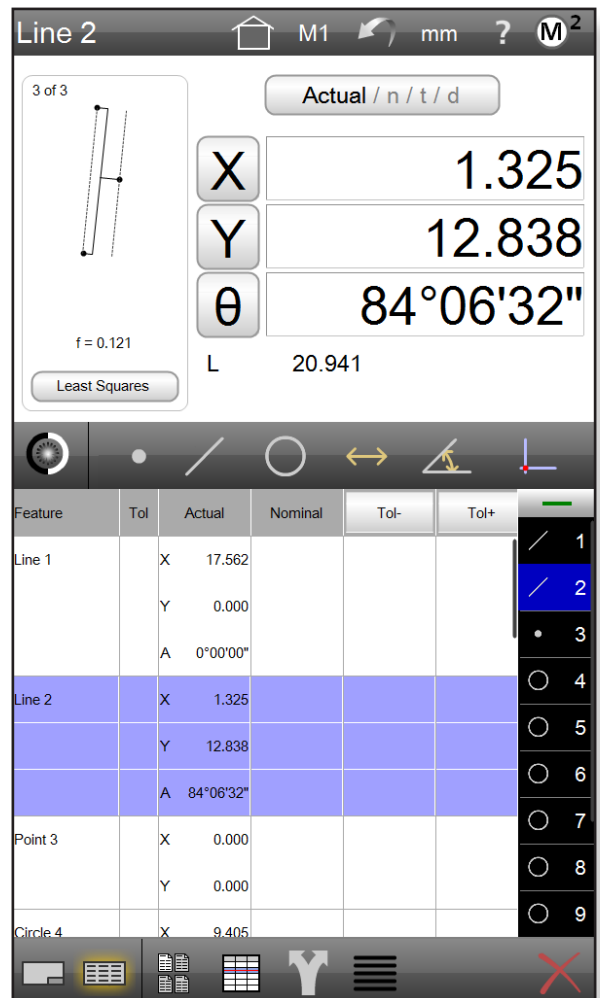 Line 2 M1 mm ? M2
3 of 3
Actual / n / t / d
X 1.325
Y 12.838
θ 84°06'32"
f = 0.121
L 20.941
Least Squares
Feature Tol Actual Nominal Tol- Tol+
1
Line 1 X 17.562
2
Y 0.000
3
A 0°00'00"
4
Line 2 X 1.325
5
Y 12.838
6
A 84°06'32"
7
Point 3 X 0.000
8
Y 0.000
9
Circle 4 X 9.405